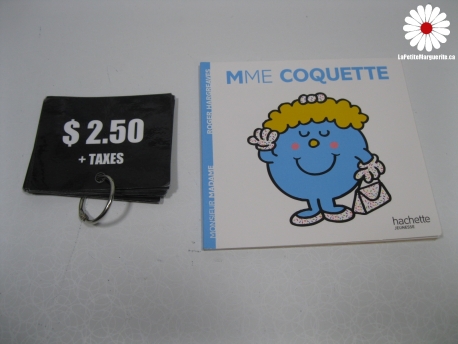 LaPetiteMarguerite.ca
$ 2.50
+ TAXES
MME COQUETTE
ROGER HARGREAVES
MONSIEUR MADAME
hachette
JEUNESSE